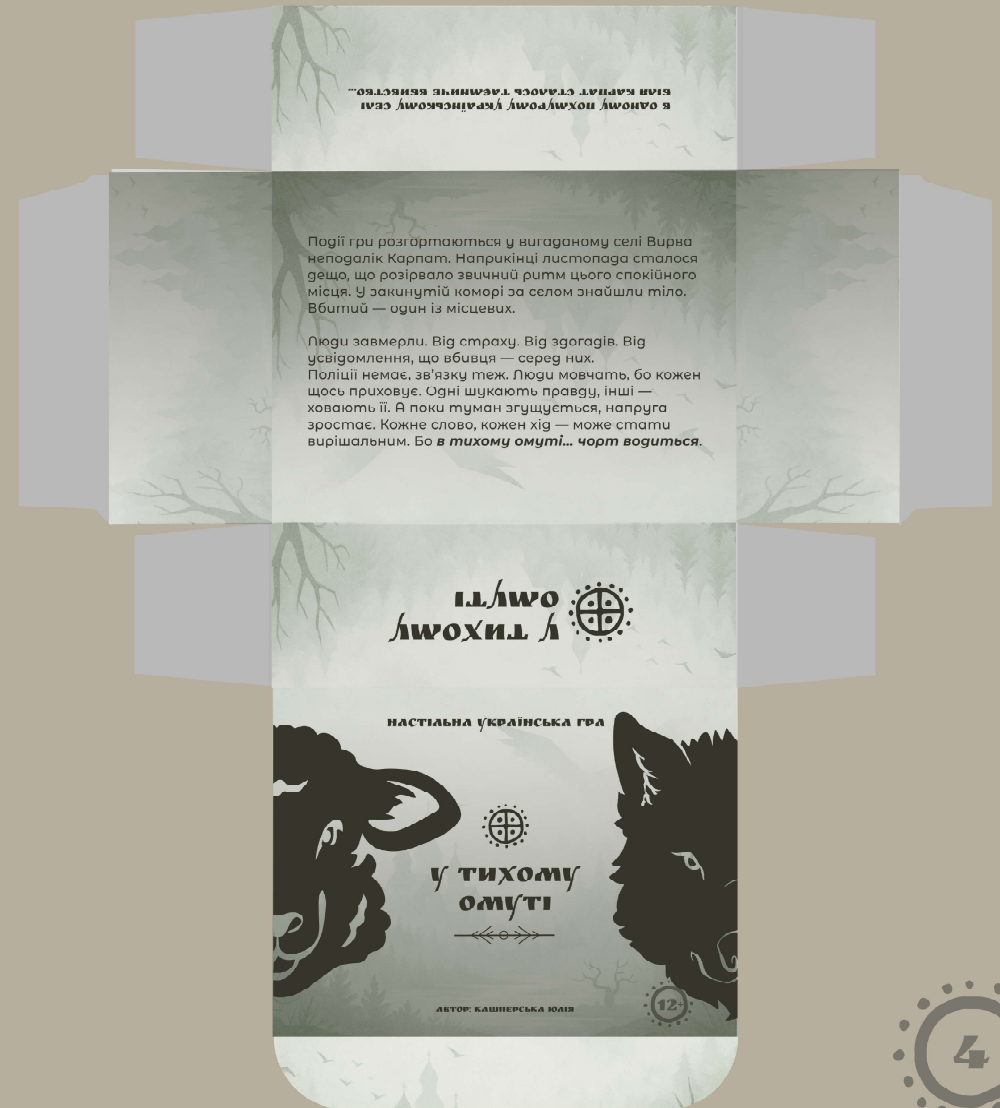 В ОДНОМУ ПОХМУРОМУ УКРАЇНСЬКОМУ СЕЛІ
БІЛЯ КАРПАТ СТАЛОСЬ ТАЄМНИЧЕ ВБИВСТВО...
Події гри розгортаються у вигаданому селі Вирва
неподалік Карпат. Наприкінці листопада сталося
дещо, що розірвало звичний ритм цього спокійного
місця. У закинутій коморі за селом знайшли тіло.
Вбитий — один із місцевих.
Люди завмерли. Від страху. Від здогадів. Від
усвідомлення, що вбивця — серед них.
Поліції немає, зв'язку теж. Люди мовчать, бо кожен
щось приховує. Одні шукають правду, інші —
ховають її. А поки туман згущується, напруга
зростає. Кожне слово, кожен хід — може стати
вирішальним. Бо в тихому омуті... чорт водиться.
У ТИХОМУ
ОМУТІ
НАСТІЛЬНА УКРАЇНСЬКА ГРА
У ТИХОМУ
ОМУТІ
АВТОР: КАШПЕРСЬКА ЮЛІЯ
12+
4